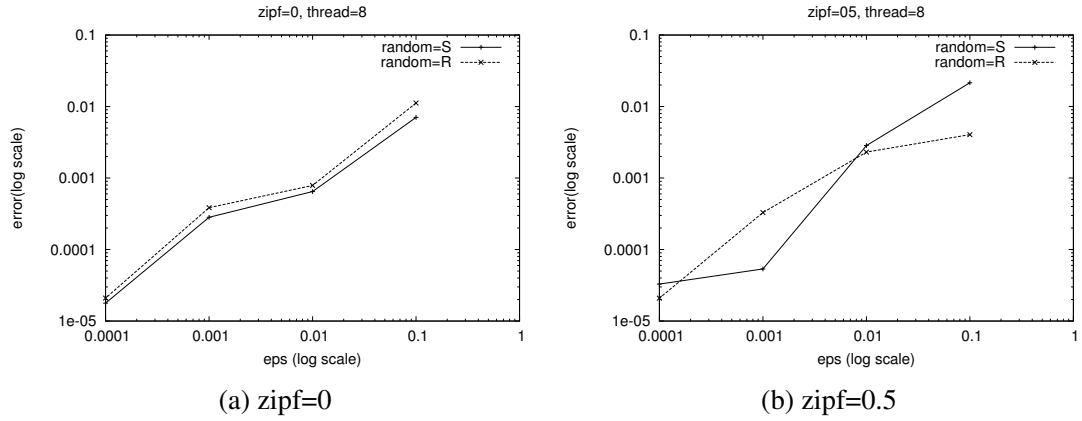 zipf=0, thread=8
0.1
0.01
0.001
0.0001
1e-05
error(log scale)
random=S
random=R
0.0001 0.001 0.01 0.1 1
eps (log scale)
(a) zipf=0
zipf=05, thread=8
0.1
0.01
0.001
0.0001
1e-05
error(log scale)
random=S
random=R
0.0001 0.001 0.01 0.1 1
eps (log scale)
(b) zipf=0.5